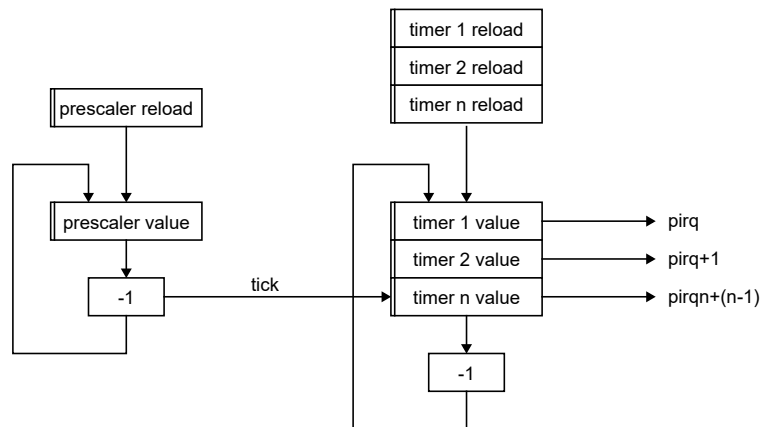 timer 1 reload
timer 2 reload
timer n reload
prescaler reload
prescaler value
-1
tick
timer 1 value
timer 2 value
timer n value
pirq
pirq+1
pirqn+(n-1)
-1